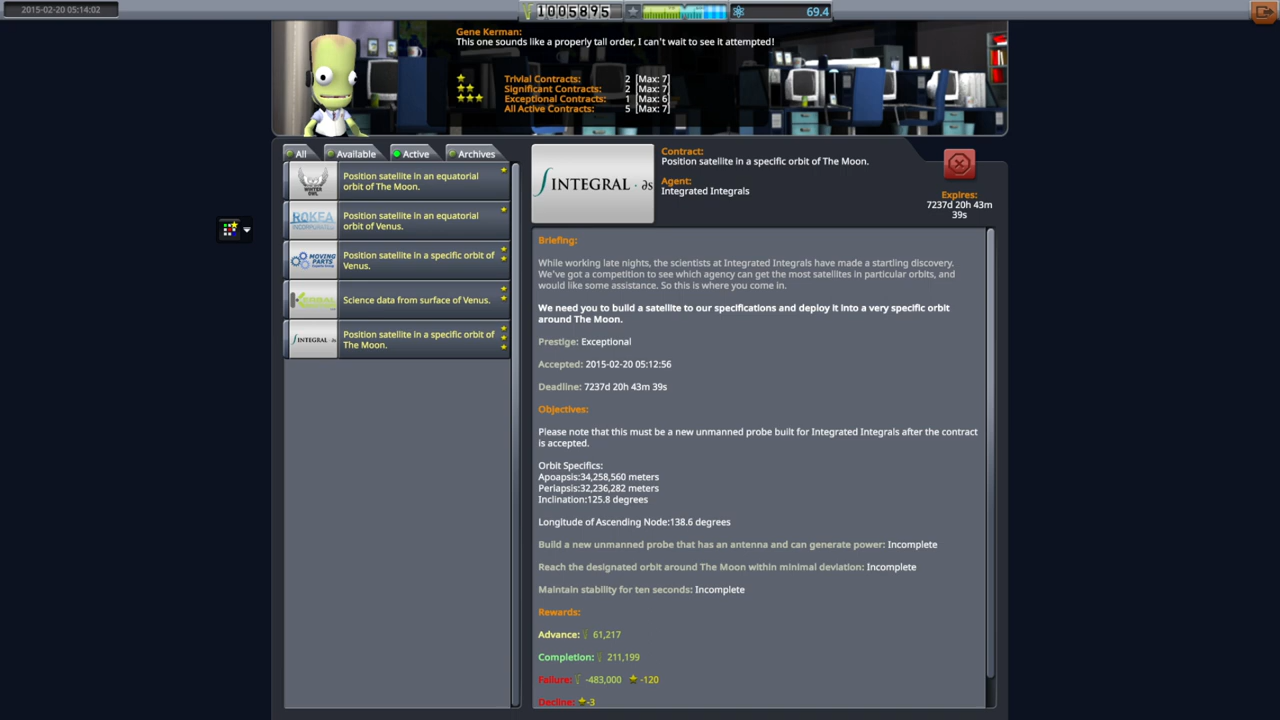 2015-02-20 05:14:02
1005895
69.4
Gene Kerman:
This one sounds like a properly tall order, I can't wait to see it attempted!
Trivial Contracts: 2 [Max: 7]
Significant Contracts: 2 [Max: 7]
Exceptional Contracts: 1 [Max: 6]
All Active Contracts: 5 [Max: 7]
All Available Active Archives
Position satellite in an equatorial
orbit of The Moon.
ROKEA
INCORPORATED
Position satellite in an equatorial
orbit of Venus.
MOVING
PARTS
Position satellite in a specific orbit of
Venus.
Science data from surface of Venus.
INTEGRAL · ∂s
Position satellite in a specific orbit of
The Moon.
∫INTEGRAL · ∂s
Contract:
Position satellite in a specific orbit of The Moon.
Agent:
Integrated Integrals
Expires:
7237d 20h 43m
39s
Briefing:
While working late nights, the scientists at Integrated Integrals have made a startling discovery.
We've got a competition to see which agency can get the most satellites in particular orbits, and
would like some assistance. So this is where you come in.
We need you to build a satellite to our specifications and deploy it into a very specific orbit
around The Moon.
Prestige: Exceptional
Accepted: 2015-02-20 05:12:56
Deadline: 7237d 20h 43m 39s
Objectives:
Please note that this must be a new unmanned probe built for Integrated Integrals after the contract
is accepted.
Orbit Specifics:
Apoapsis:34,258,560 meters
Periapsis:32,236,282 meters
Inclination:125.8 degrees
Longitude of Ascending Node:138.6 degrees
Build a new unmanned probe that has an antenna and can generate power: Incomplete
Reach the designated orbit around The Moon within minimal deviation: Incomplete
Maintain stability for ten seconds: Incomplete
Rewards:
Advance: 61,217
Completion: 211,199
Failure: -483,000 -120
Decline: -3